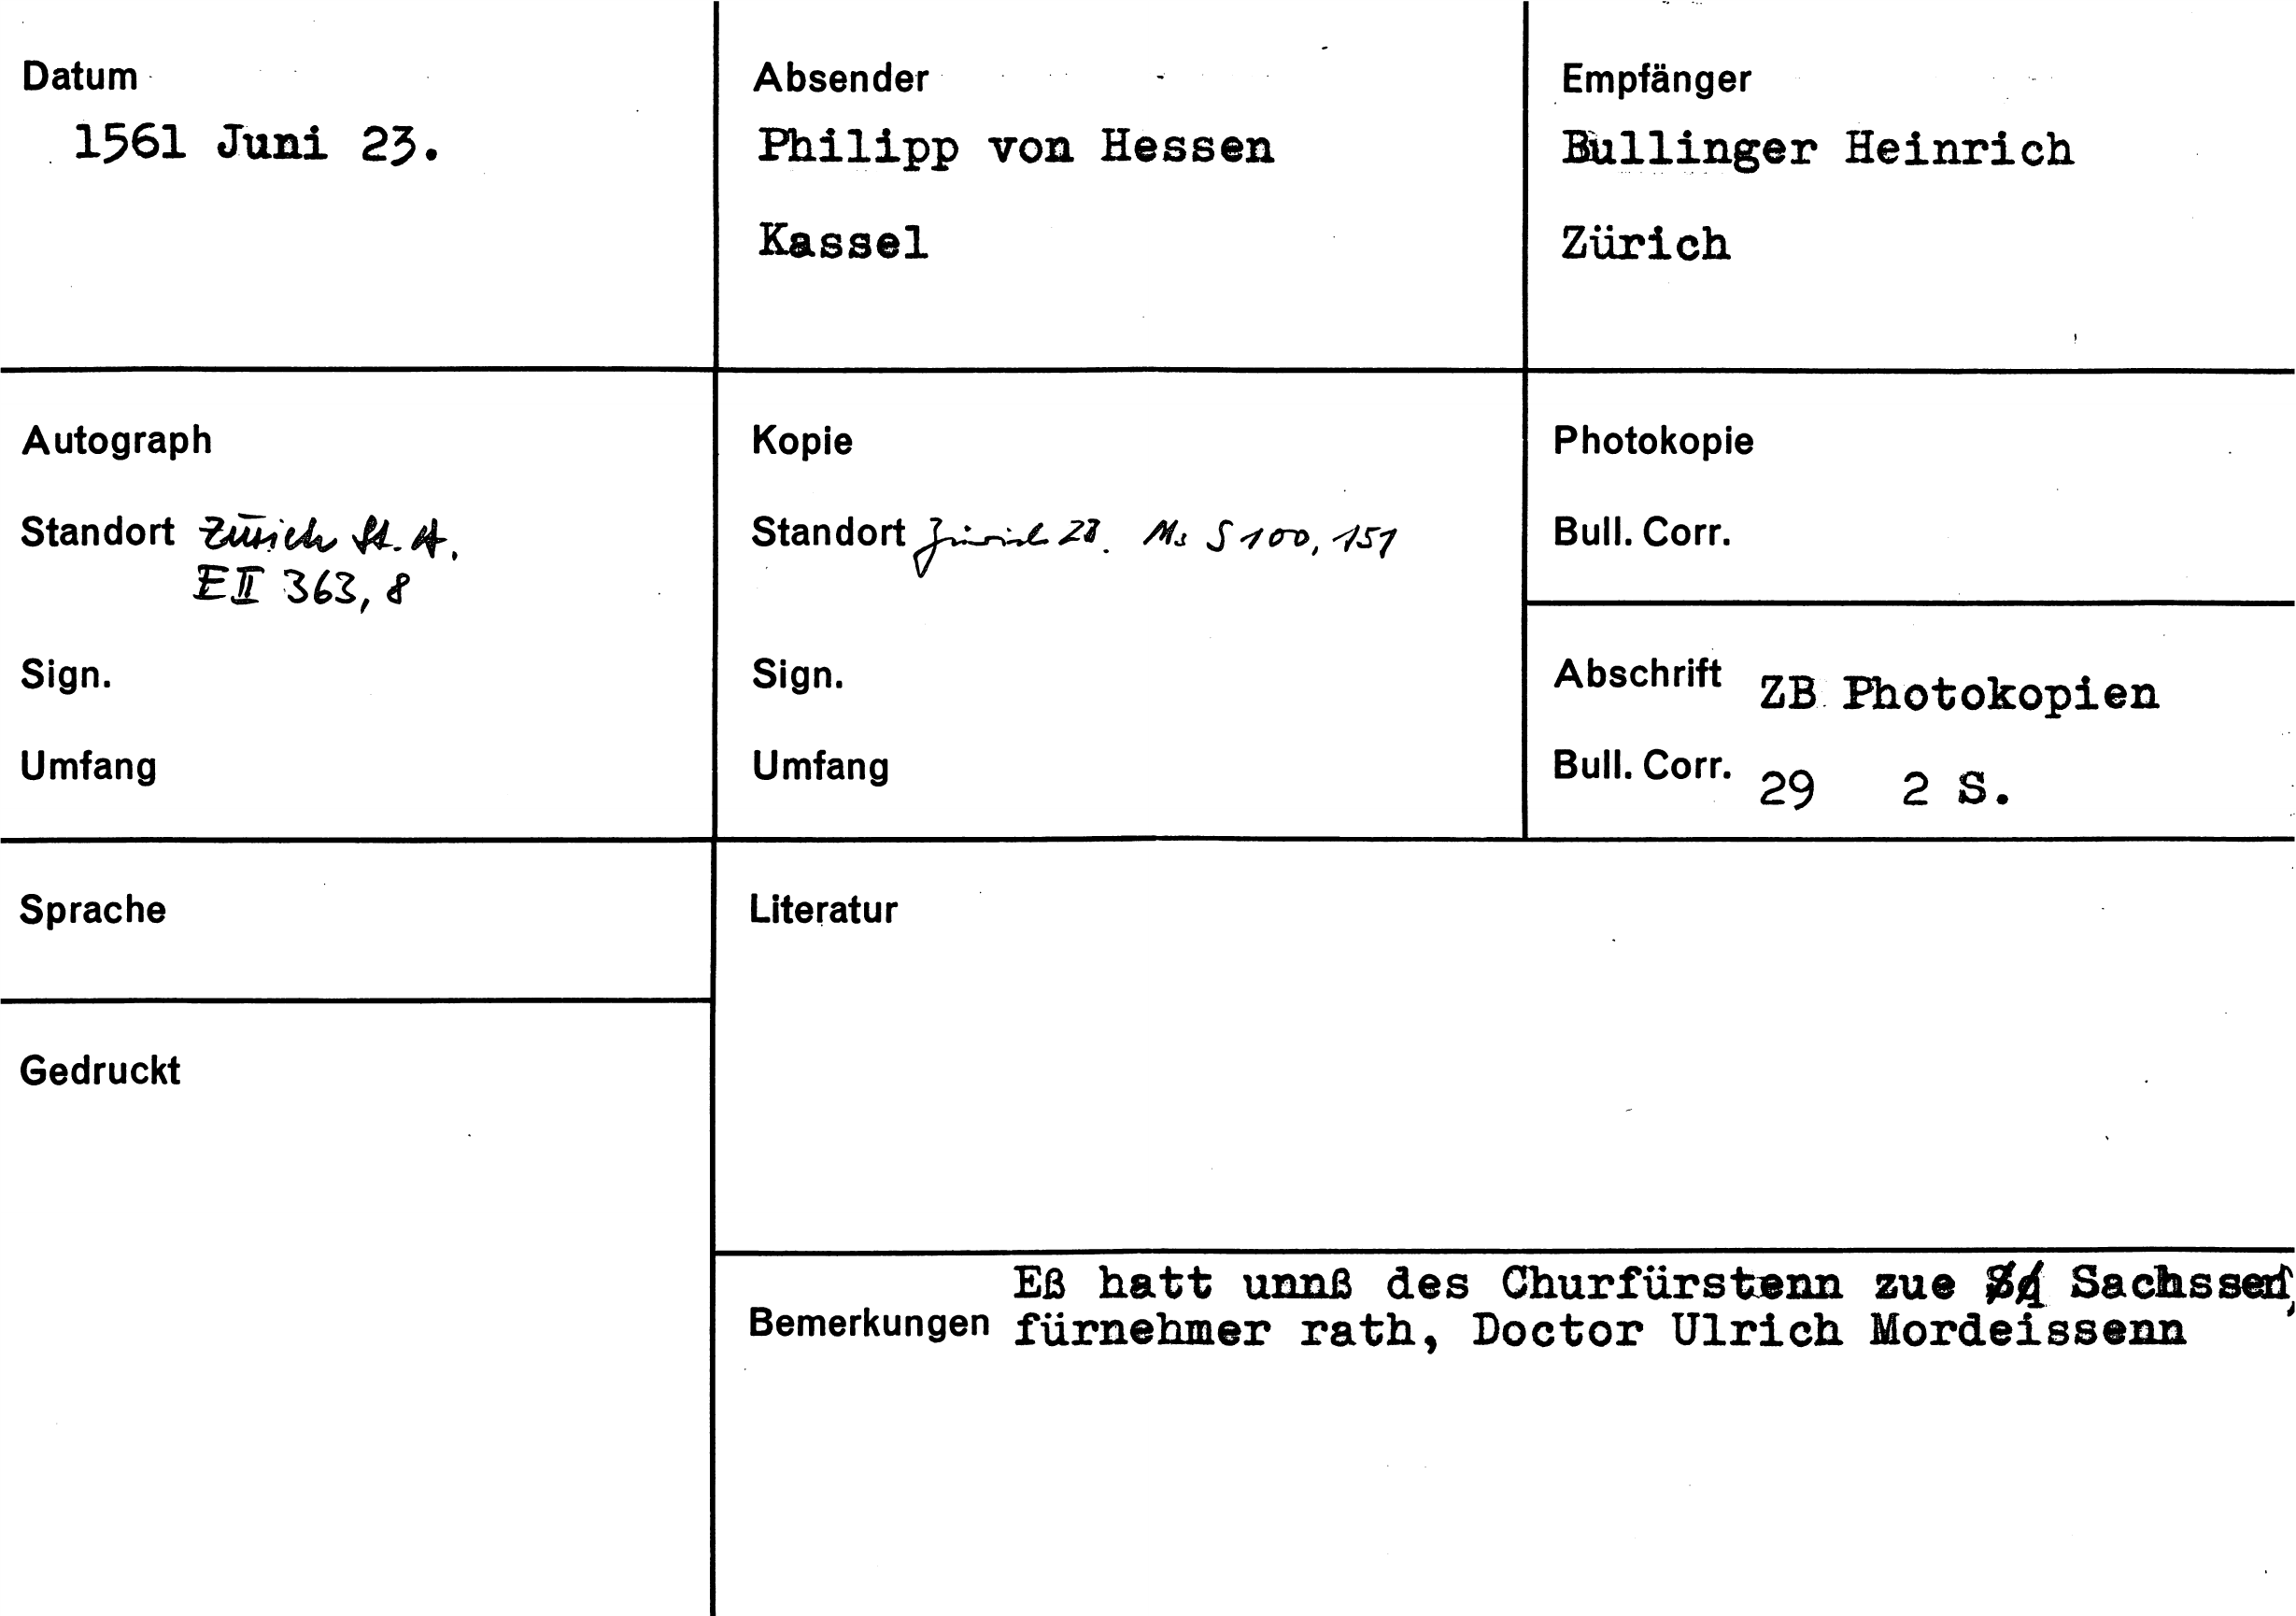 Datum
1561 Juni 23.
Absender
Philipp von Hessen
Kassel
Empfänger
Bullinger Heinrich
Zürich
Autograph
Standort Zürich St. A.
E II 363, 8
Sign.
Umfang
Kopie
Standort Zürich ZB. Ms S 100, 151
Sign.
Umfang
Photokopie
Bull. Corr.
Abschrift ZB Photokopien
Bull. Corr. 29 2 S.
Sprache
Literatur
Gedruckt
Eß hatt unnß des Churfürstenn zue Sachssen,
Bemerkungen fürnehmer rath, Doctor Ulrich Mordeissenn